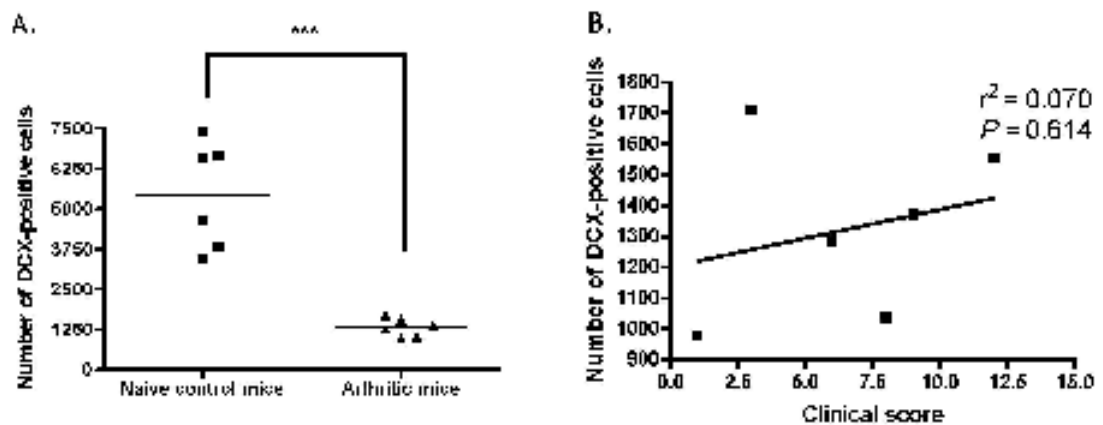 A.
***
Number of DCX-positive cells
7500
6250
5000
3750
2500
1250
0
Naive control mice
Arthritic mice
B.
Number of DCX-positive cells
1800
1700
1600
1500
1400
1300
1200
1100
1000
900
r² = 0.070
P = 0.614
0.0
2.5
5.0
7.5
10.0
12.5
15.0
Clinical score